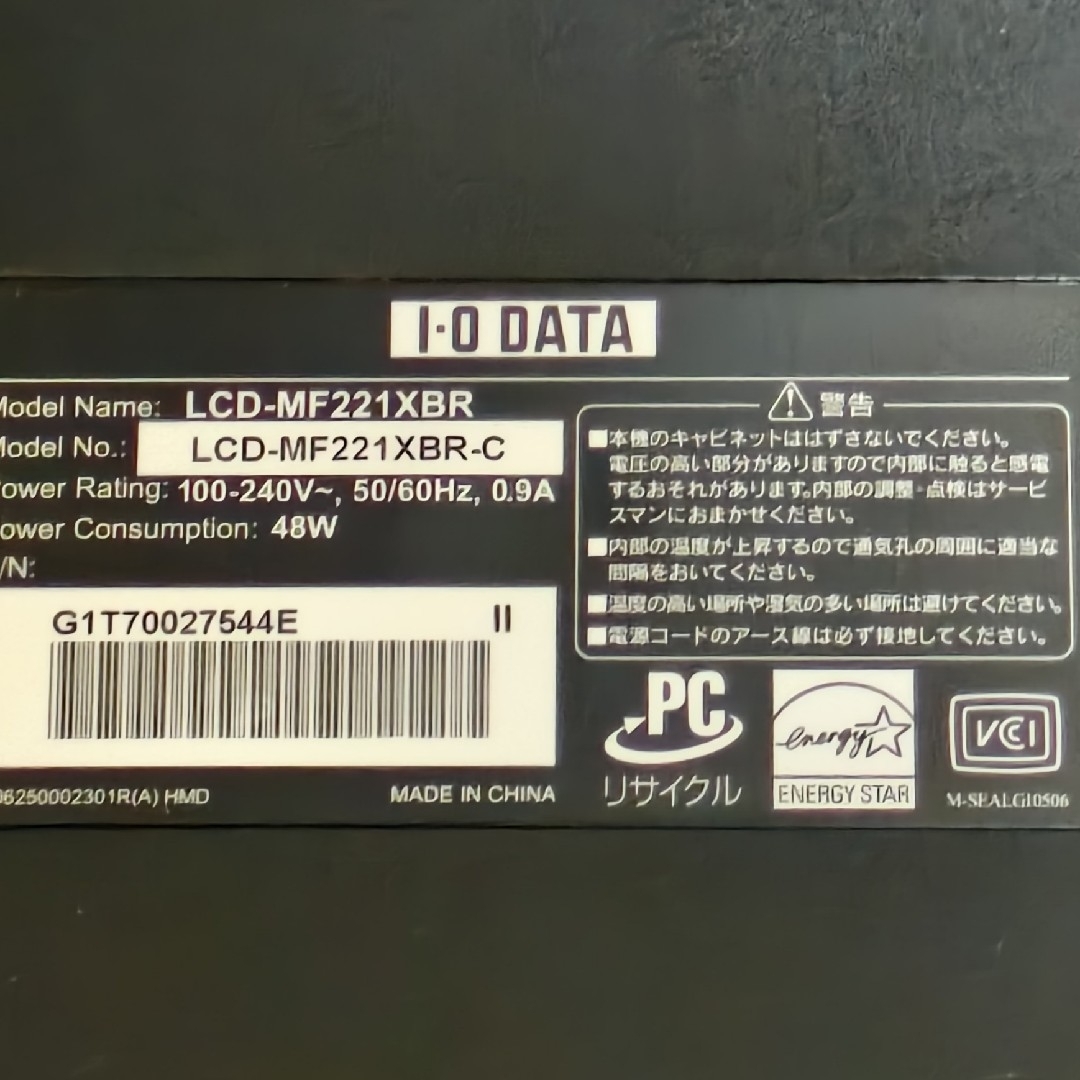 I-O DATA
Model Name: LCD-MF221XBR
Model No.: LCD-MF221XBR-C
Power Rating: 100-240V~, 50/60Hz, 0.9A
Power Consumption: 48W
/N:
G1T70027544E II
06250002301R(A) HMD
MADE IN CHINA
警告
■本機のキャビネットははずさないでください。
電圧の高い部分がありますので内部に触ると感電
するおそれがあります。内部の調整・点検はサービ
スマンにおまかせください。
■内部の温度が上昇するので通気孔の周囲に適当な
間隔をおいてください。
■温度の高い場所や湿気の多い場所は避けてください。
■電源コードのアース線は必ず接地してください。
PC
リサイクル
energy
ENERGY STAR
VCCI
M-SEALG10506